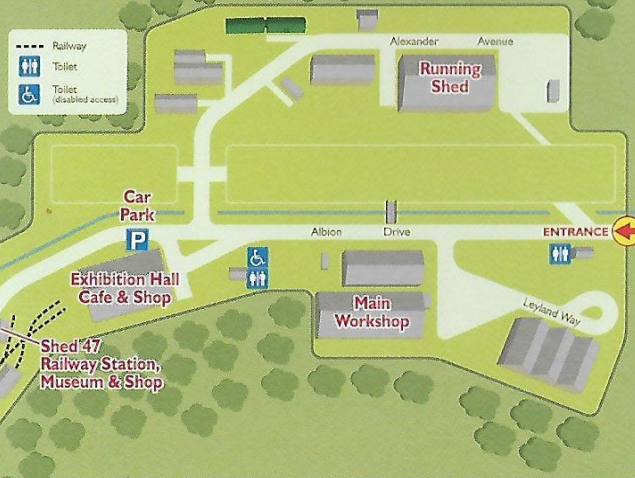 Railway
Toilet
Toilet
(disabled access)
Alexander Avenue
Running
Shed
Car
Park
P
Albion Drive
ENTRANCE
Exhibition Hall
Cafe & Shop
Main
Workshop
Leyland Way
Shed 47
Railway Station,
Museum & Shop